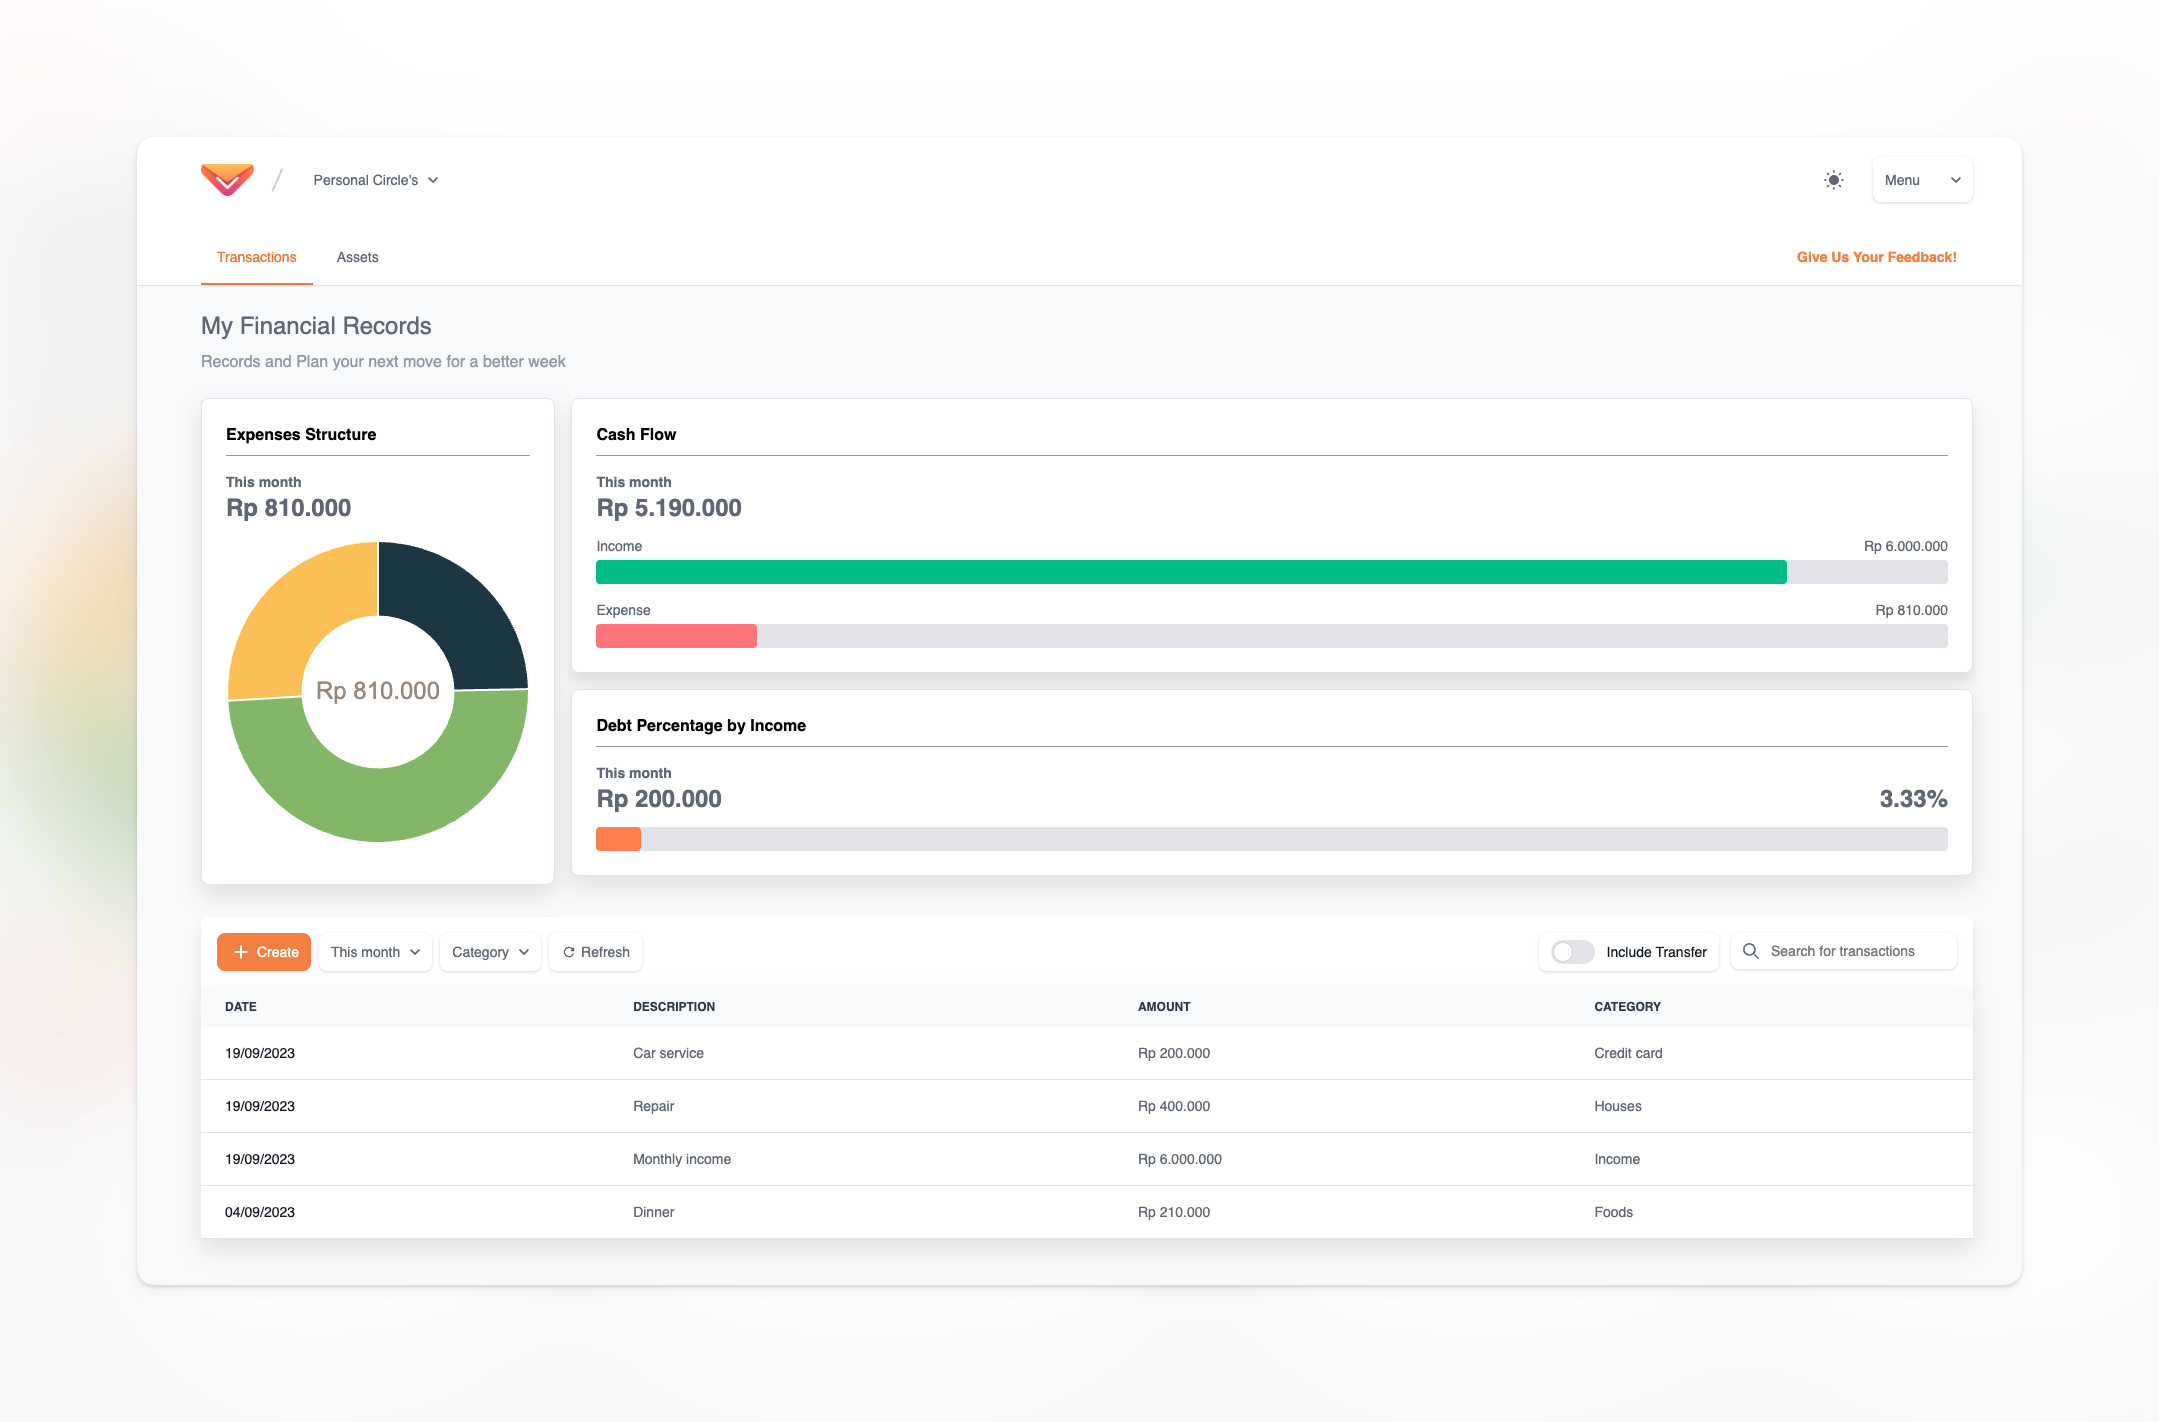 / Personal Circle's
Menu
Transactions Assets
Give Us Your Feedback!
My Financial Records
Records and Plan your next move for a better week
Expenses Structure
This month
Rp 810.000
Rp 810.000
Cash Flow
This month
Rp 5.190.000
Income Rp 6.000.000
Expense Rp 810.000
Debt Percentage by Income
This month
Rp 200.000 3.33%
+ Create This month Category Refresh Include Transfer Search for transactions
DATE DESCRIPTION AMOUNT CATEGORY
19/09/2023 Car service Rp 200.000 Credit card
19/09/2023 Repair Rp 400.000 Houses
19/09/2023 Monthly income Rp 6.000.000 Income
04/09/2023 Dinner Rp 210.000 Foods